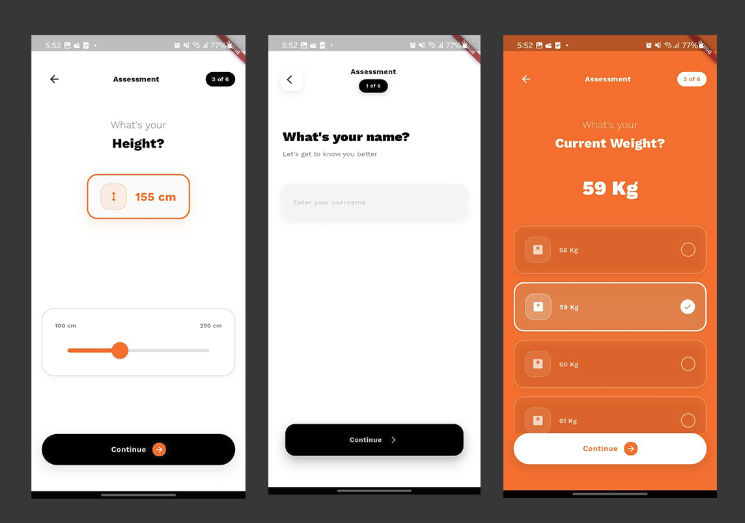 5:52
77%
Assessment
3 of 6
What's your
Height?
155 cm
100 cm
250 cm
Continue
5:52
77%
Assessment
1 of 6
What's your name?
Let's get to know you better
Enter your username
Continue
5:52
77%
Assessment
3 of 6
What's your
Current Weight?
59 Kg
58 Kg
59 Kg
60 Kg
61 Kg
Continue